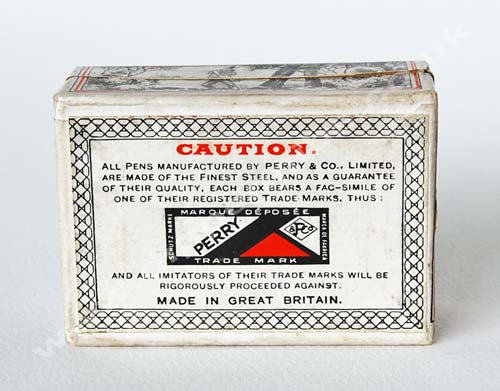 CAUTION.
ALL PENS MANUFACTURED BY PERRY & CO., LIMITED,
ARE MADE OF THE FINEST STEEL, AND AS A GUARANTEE
OF THEIR QUALITY, EACH BOX BEARS A FAC-SIMILE OF
ONE OF THEIR REGISTERED TRADE MARKS, THUS:
MARQUE DÉPOSÉE
SCHUTZ MARKE
PERRY
& P CO
MARCA DE FABRICA
TRADE MARK
AND ALL IMITATORS OF THEIR TRADE MARKS WILL BE
RIGOROUSLY PROCEEDED AGAINST.
MADE IN GREAT BRITAIN.